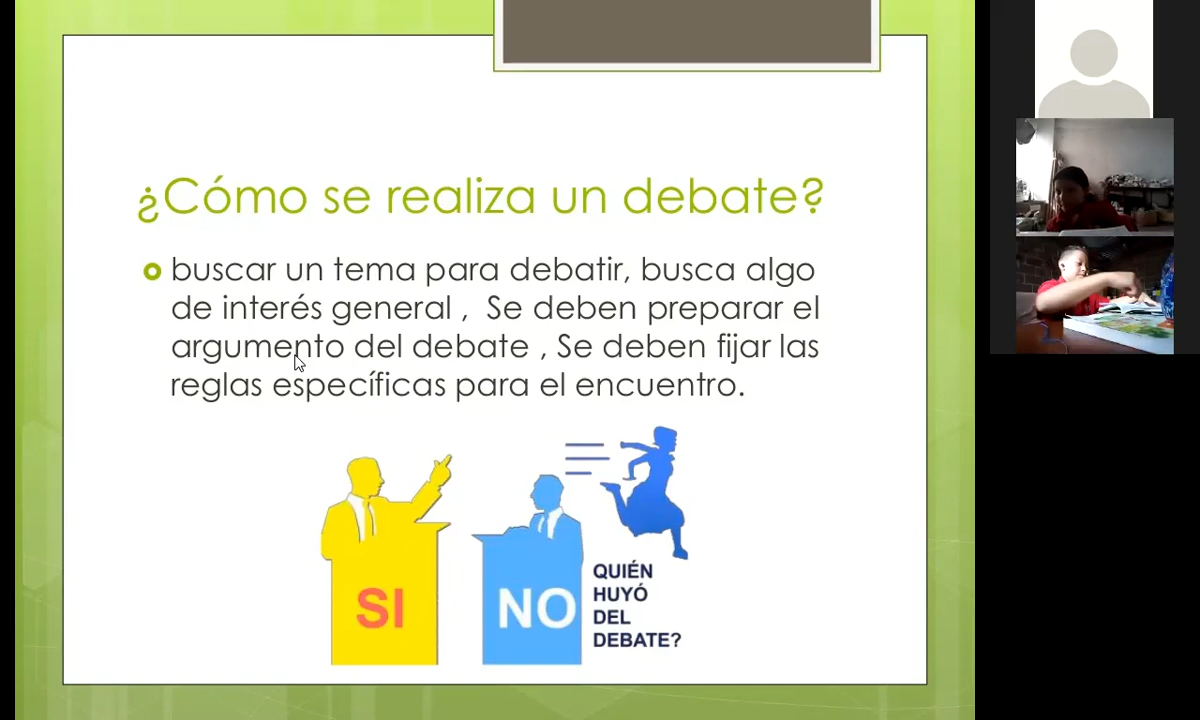 ¿Cómo se realiza un debate?
buscar un tema para debatir, busca algo
de interés general , Se deben preparar el
argumento del debate , Se deben fijar las
reglas específicas para el encuentro.
SI
NO
QUIÉN
HUYÓ
DEL
DEBATE?